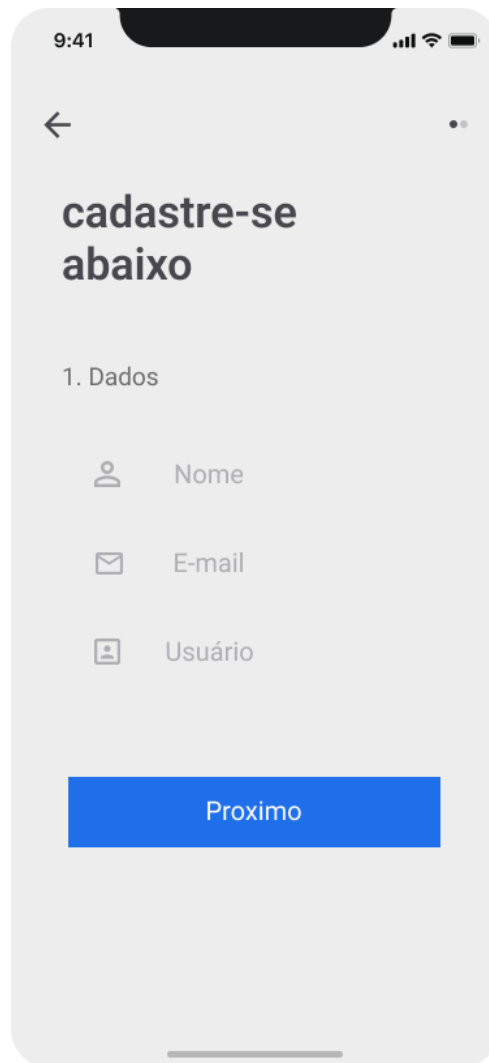 9:41
cadastre-se
abaixo
1. Dados
Nome
E-mail
Usuário
Proximo